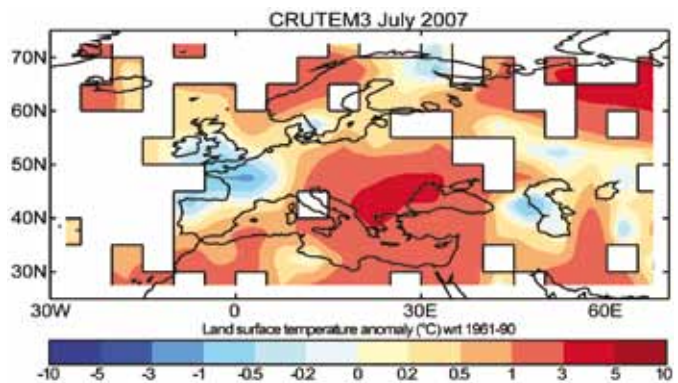 CRUTEM3 July 2007
70N
60N
50N
40N
30N
30W 0 30E 60E
Land surface temperature anomaly (°C) wrt 1961-90
-10 -5 -3 -1 -0.5 -0.2 0 0.2 0.5 1 3 5 10